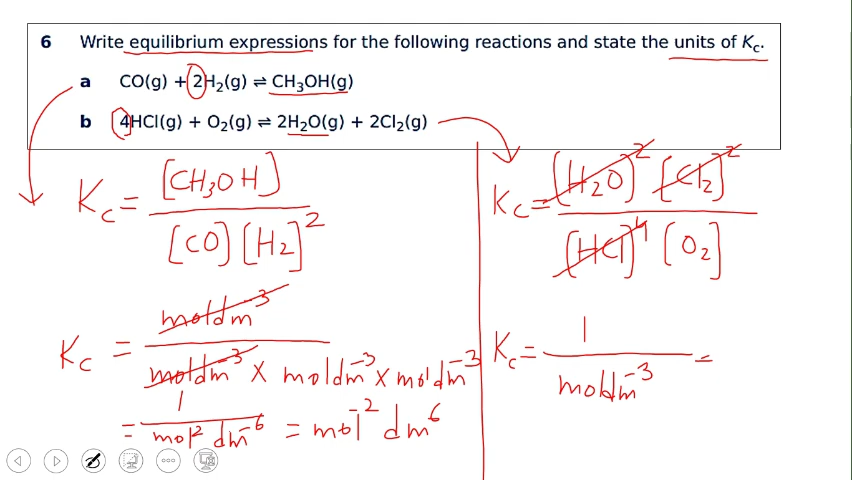 6 Write equilibrium expressions for the following reactions and state the units of Kc.
a CO(g) + 2H₂(g) ⇌ CH₃OH(g)
b 4HCl(g) + O₂(g) ⇌ 2H₂O(g) + 2Cl₂(g)
Kc = [CH₃OH] / [CO] [H₂]²
Kc = moldm⁻³ / moldm⁻³ × moldm⁻³ × moldm⁻³
= 1 / mol² dm⁻⁶ = mol⁻² dm⁶
Kc = [H₂O]² [Cl₂]² / [HCl]⁴ [O₂]
Kc = 1 / moldm⁻³ =